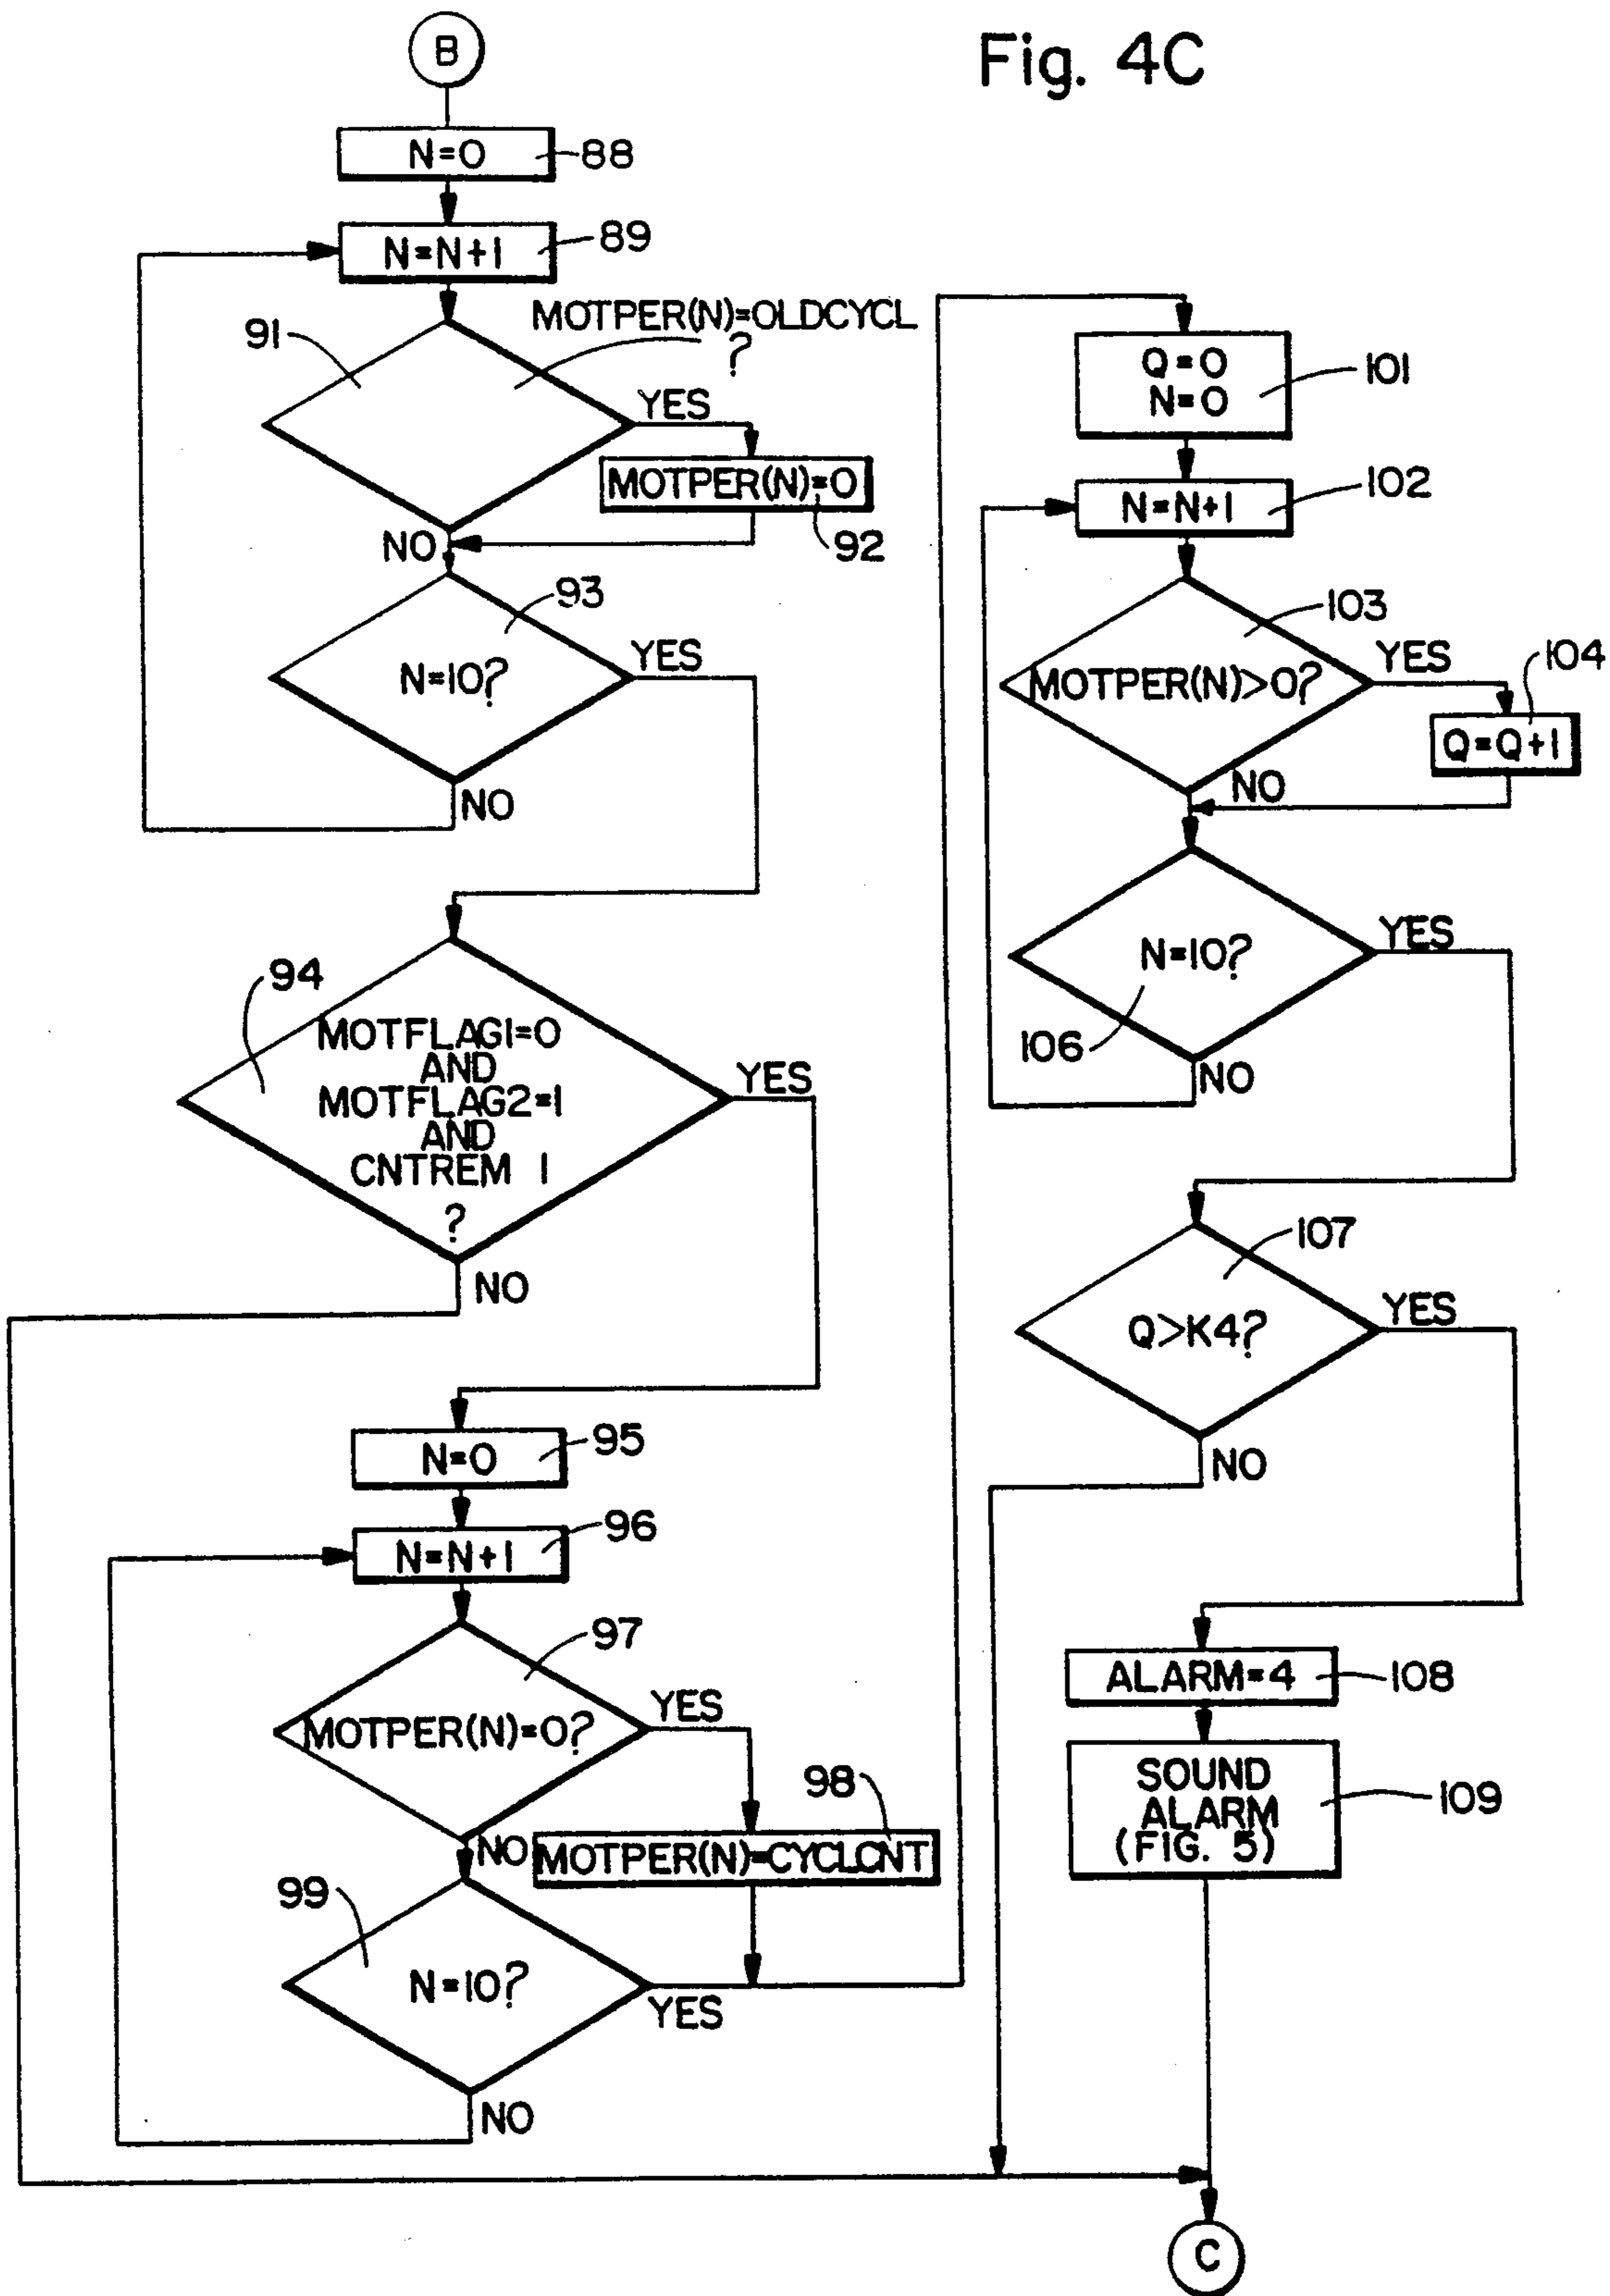 Fig. 4C
B
N=0
88
N=N+1
89
MOTPER(N)=OLDCYCL
?
91
YES
MOTPER(N)=0
92
NO
93
N=10?
YES
NO
94
MOTFLAG1=0
AND
MOTFLAG2=1
AND
CNTREM 1
?
YES
NO
N=0
95
N=N+1
96
97
MOTPER(N)=0?
YES
98
NO
MOTPER(N)=CYCLCNT
99
N=10?
YES
NO
Q=0
N=0
101
N=N+1
102
103
MOTPER(N)>0?
YES
104
Q=Q+1
NO
N=10?
YES
106
NO
107
Q>K4?
YES
NO
ALARM=4
108
SOUND
ALARM
(FIG. 5)
109
C